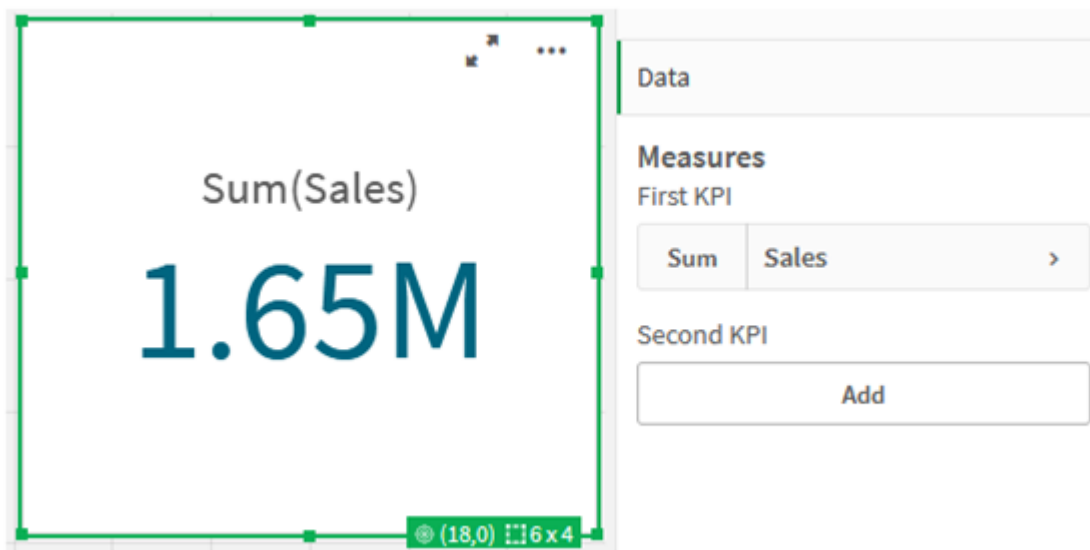 Sum(Sales)
1.65M
(18,0) 6 x 4
Data
Measures
First KPI
Sum Sales
Second KPI
Add